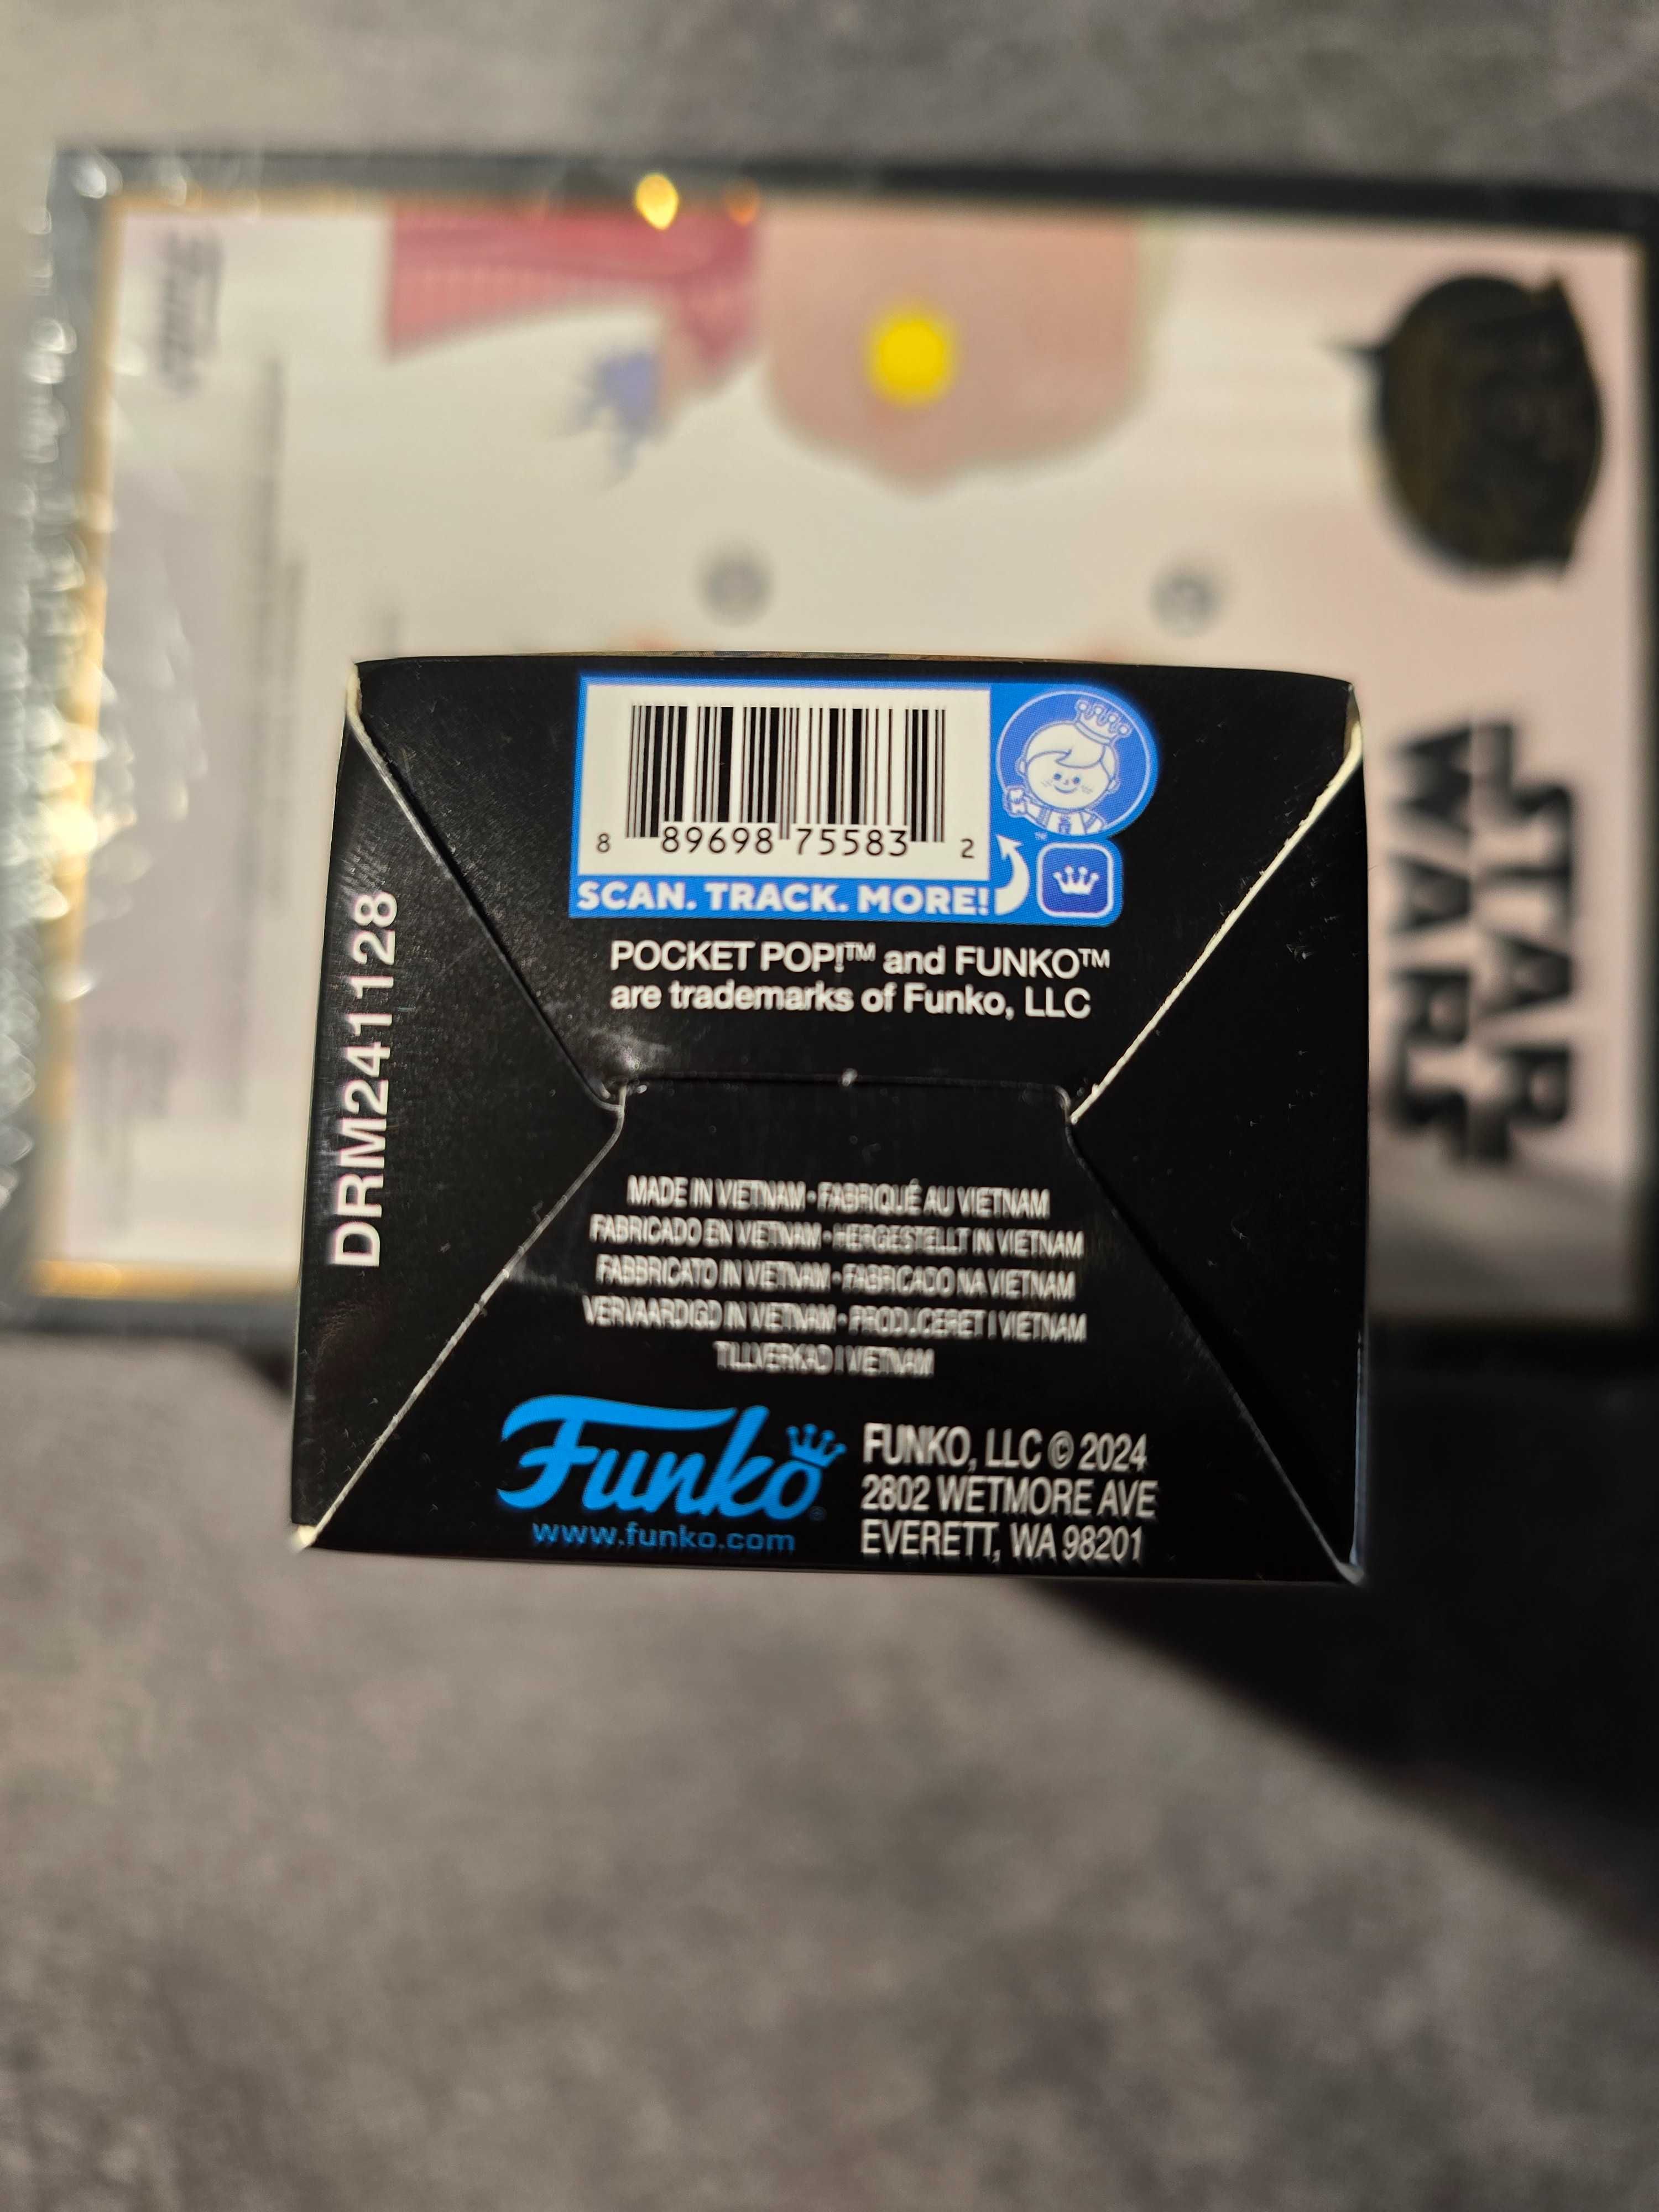 8 89698 75583 2
SCAN. TRACK. MORE!
™
POCKET POP!™ and FUNKO™
are trademarks of Funko, LLC
DRM241128
MADE IN VIETNAM • FABRIQUÉ AU VIETNAM
FABRICADO EN VIETNAM • HERGESTELLT IN VIETNAM
FABBRICATO IN VIETNAM • FABRICADO NA VIETNAM
VERVAARDIGD IN VIETNAM • PRODUCERET I VIETNAM
TILLVERKAD I VIETNAM
Funko®
www.funko.com
FUNKO, LLC © 2024
2802 WETMORE AVE
EVERETT, WA 98201
STAR
WARS